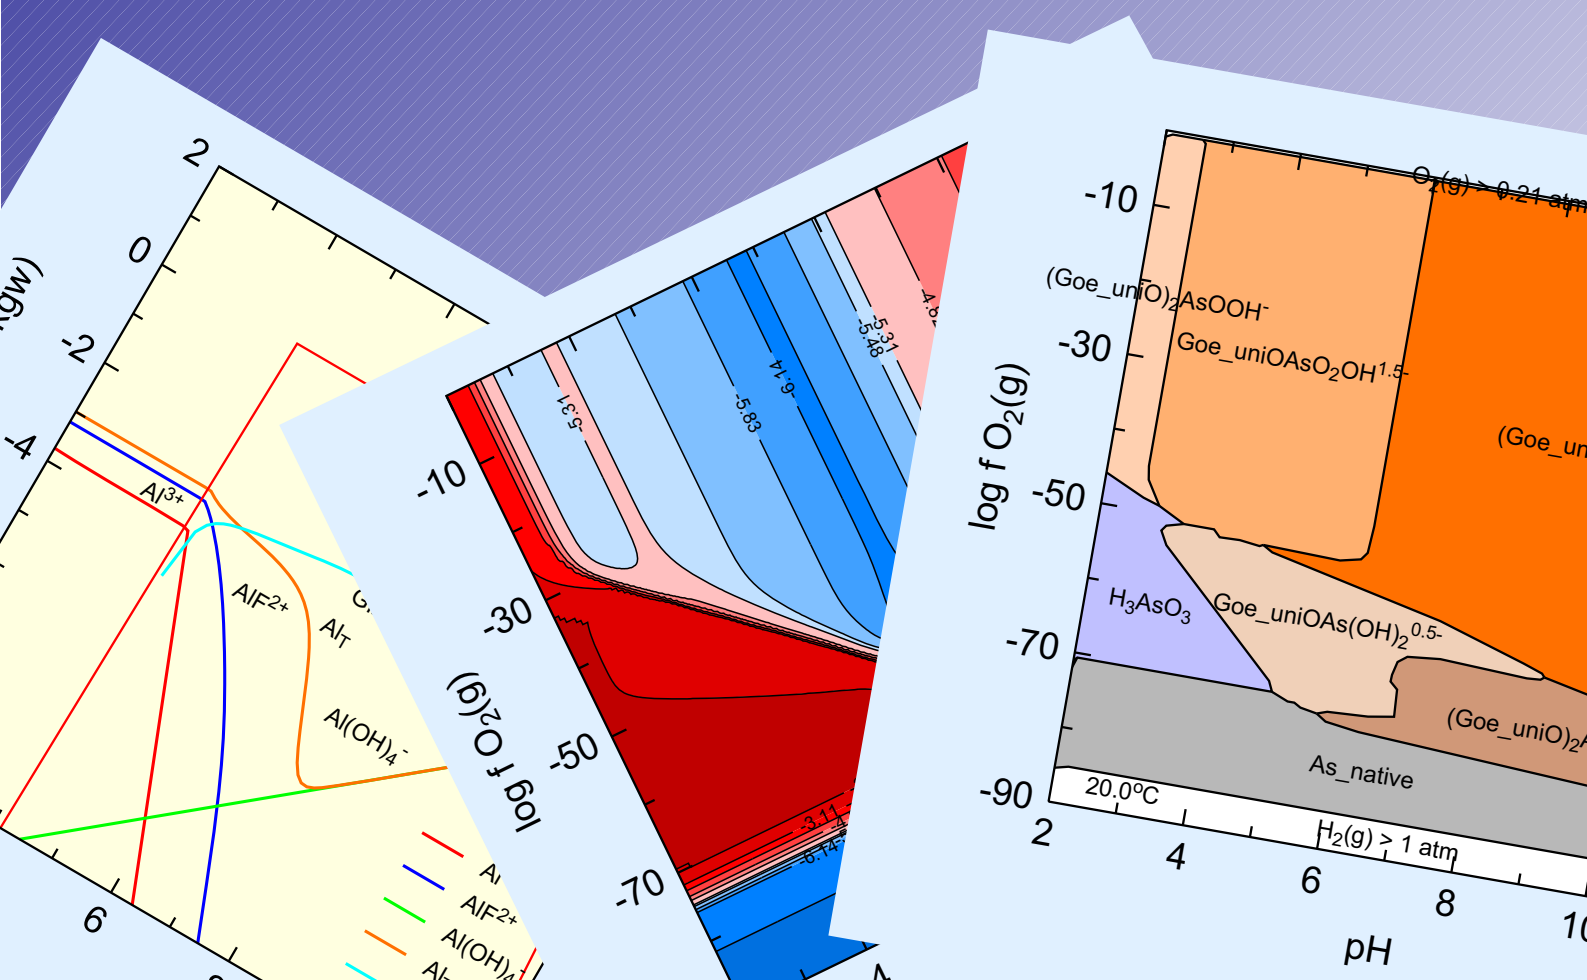 2
0
-2
-4
6
Al³⁺
AlF²⁺
Al_T
Al(OH)₄⁻
AlF²⁺
Al(OH)₄⁻
-10
-30
-50
-70
log f O₂(g)
-5.31
-5.83
-6.14
-5.48
-5.31
-3.11
-6.14
4
-10
-30
-50
-70
-90
log f O₂(g)
O₂(g) > 0.21 atm
(Goe_uniO)₂AsOOH⁻
Goe_uniOAsO₂OH¹·⁵⁻
H₃AsO₃
Goe_uniOAs(OH)₂⁰·⁵⁻
(Goe_uniO)₂
As_native
20.0°C
H₂(g) > 1 atm
2
4
6
8
10
pH